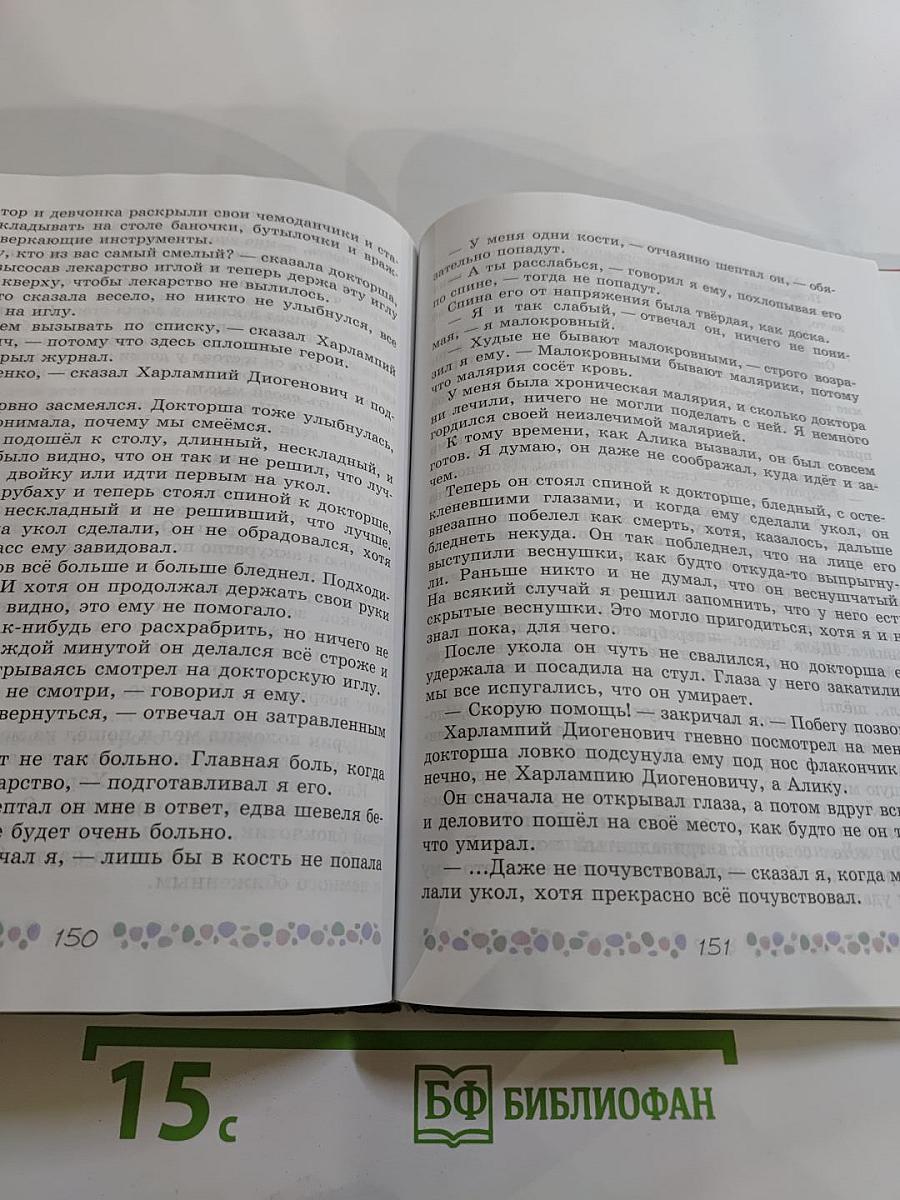 тор и девчонка раскрыли свои чемоданчики и ста-
кладывать на столе баночки, бутылочки и враж-
веркающие инструменты.
у, кто из вас самый смелый? — сказала докторша,
высосав лекарство иглой и теперь держа эту иглу
кверху, чтобы лекарство не вылилось.
о сказала весело, но никто не улыбнулся, все
на иглу.
ем вызывать по списку, — сказал Харлампий
ич, — потому что здесь сплошные герои.
рыл журнал.
енко, — сказал Харлампий Диогенович и под-
овно засмеялся. Докторша тоже улыбнулась,
онимала, почему мы смеёмся.
подошёл к столу, длинный, нескладный, и
было видно, что он так и не решил, что луч-
двойку или идти первым на укол.
рубаху и теперь стоял спиной к докторше,
нескладный и не решивший, что лучше.
а укол сделали, он не обрадовался, хотя
асс ему завидовал.
ов всё больше и больше бледнел. Подходи-
И хотя он продолжал держать свои руки
видно, это ему не помогало.
к-нибудь его расхрабрить, но ничего не
аждой минутой он делался всё строже и
трываясь смотрел на докторскую иглу.
не смотри, — говорил я ему.
вернуться, — отвечал он затравленным
т не так больно. Главная боль, когда
арство, — подготавливал я его.
ептал он мне в ответ, едва шевеля бе-
е будет очень больно.
чал я, — лишь бы в кость не попала
150
— У меня одни кости, — отчаянно шептал он, — обя-
зательно попадут.
— А ты расслабься, — говорил я ему, похлопывая его
по спине, — тогда не попадут.
Спина его от напряжения была твёрдая, как доска.
— Я и так слабый, — отвечал он, ничего не пони-
мая, — я малокровный.
— Худые не бывают малокровными, — строго возра-
зил я ему. — Малокровными бывают малярики, потому
что малярия сосёт кровь.
У меня была хроническая малярия, и сколько доктора
ни лечили, ничего не могли поделать с ней. Я немного
гордился своей неизлечимой малярией.
К тому времени, как Алика вызвали, он был совсем
готов. Я думаю, он даже не соображал, куда идёт и за-
чем.
Теперь он стоял спиной к докторше, бледный, с осте-
кленевшими глазами, и когда ему сделали укол, он
внезапно побелел как смерть, хотя, казалось, дальше
бледнеть некуда. Он так побледнел, что на лице его
выступили веснушки, как будто откуда-то выпрыгну-
ли. Раньше никто и не думал, что он веснушчатый
На всякий случай я решил запомнить, что у него есть
скрытые веснушки. Это могло пригодиться, хотя я и н
знал пока, для чего.
После укола он чуть не свалился, но докторша е
удержала и посадила на стул. Глаза у него закатили
мы все испугались, что он умирает.
— Скорую помощь! — закричал я. — Побегу позвон
Харлампий Диогенович гневно посмотрел на мен
докторша ловко подсунула ему под нос флакончик
нечно, не Харлампию Диогеновичу, а Алику.
Он сначала не открывал глаза, а потом вдруг вс
и деловито пошёл на своё место, как будто не он т
что умирал.
— ...Даже не почувствовал, — сказал я, когда м
лали укол, хотя прекрасно всё почувствовал.
151
15 с
БФ БИБЛИОФАН